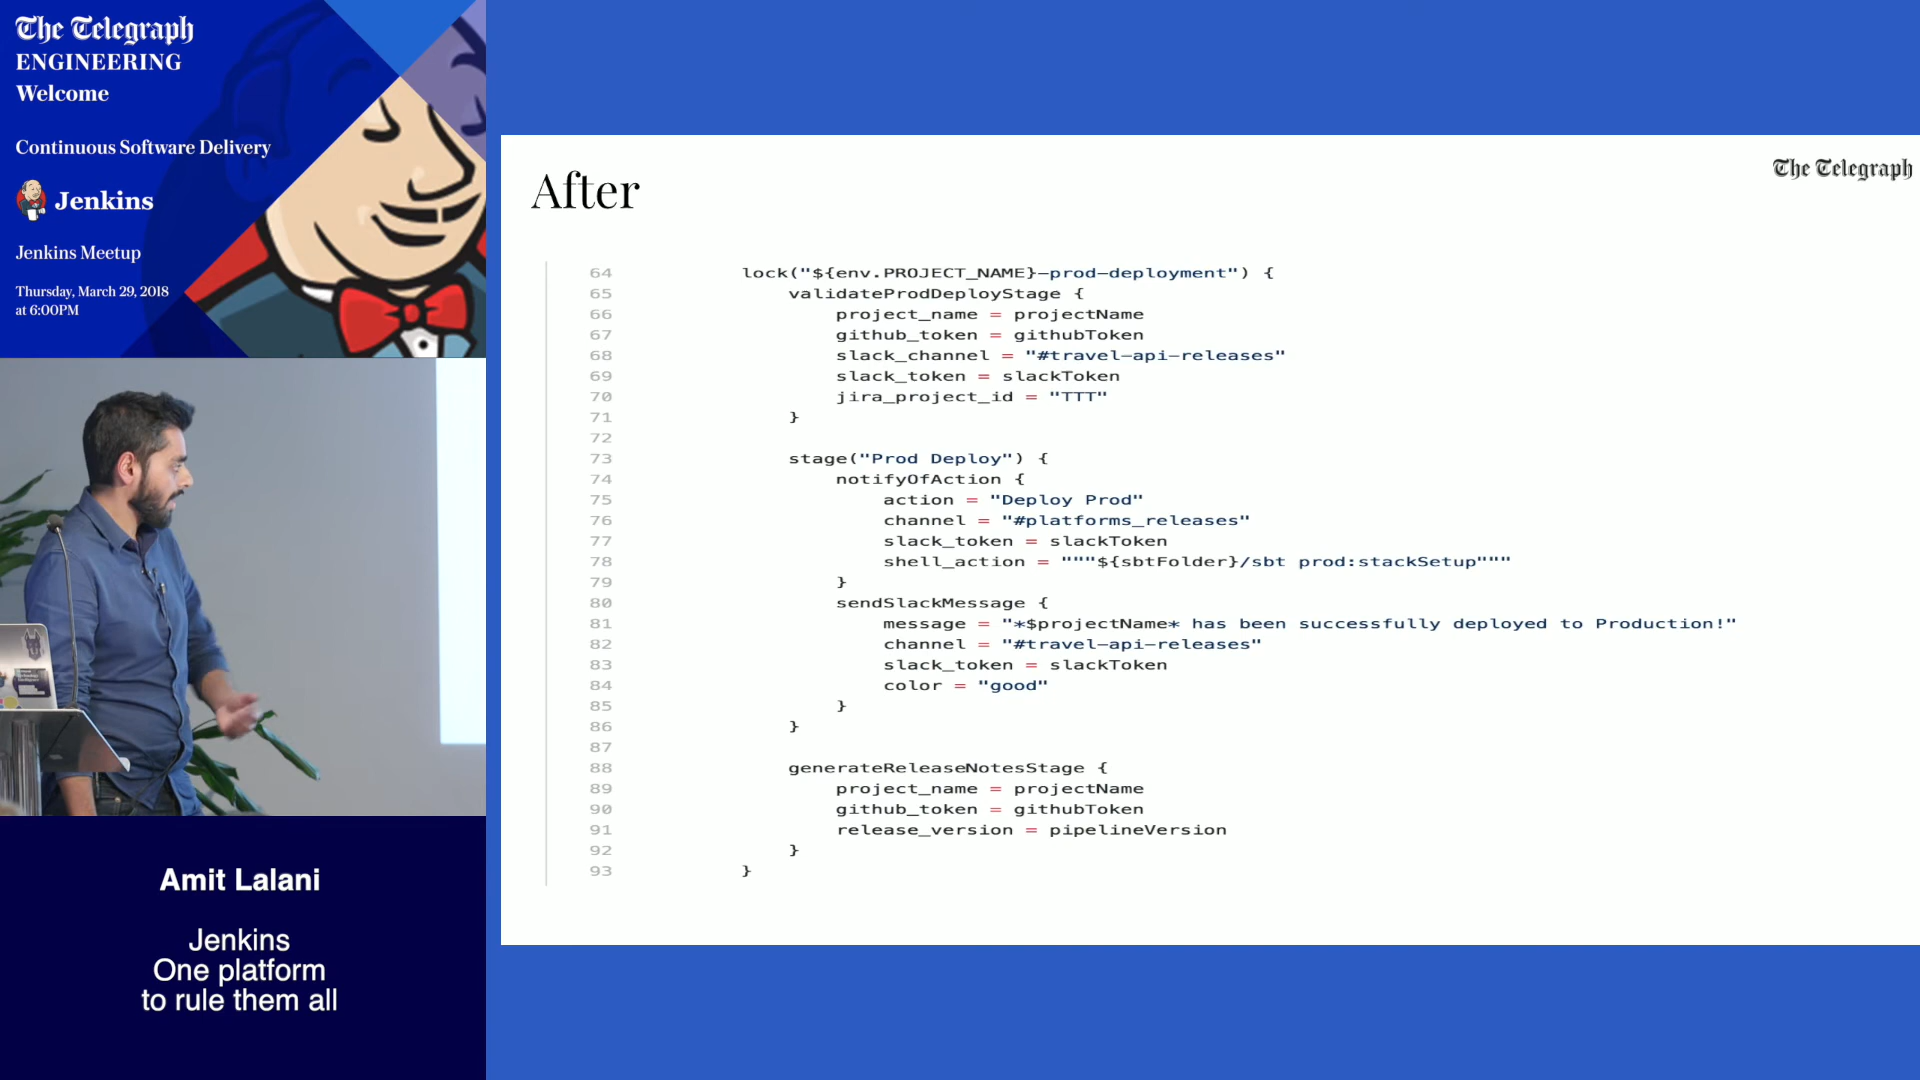 The Telegraph
ENGINEERING
Welcome
Continuous Software Delivery
Jenkins
Jenkins Meetup
Thursday, March 29, 2018
at 6:00PM
Amit Lalani
Jenkins
One platform
to rule them all
The Telegraph
After
64 lock("${env.PROJECT_NAME}-prod-deployment") {
65 validateProdDeployStage {
66 project_name = projectName
67 github_token = githubToken
68 slack_channel = "#travel-api-releases"
69 slack_token = slackToken
70 jira_project_id = "TTT"
71 }
72
73 stage("Prod Deploy") {
74 notifyOfAction {
75 action = "Deploy Prod"
76 channel = "#platforms_releases"
77 slack_token = slackToken
78 shell_action = """${sbtFolder}/sbt prod:stackSetup"""
79 }
80 sendSlackMessage {
81 message = "*$projectName* has been successfully deployed to Production!"
82 channel = "#travel-api-releases"
83 slack_token = slackToken
84 color = "good"
85 }
86 }
87
88 generateReleaseNotesStage {
89 project_name = projectName
90 github_token = githubToken
91 release_version = pipelineVersion
92 }
93 }